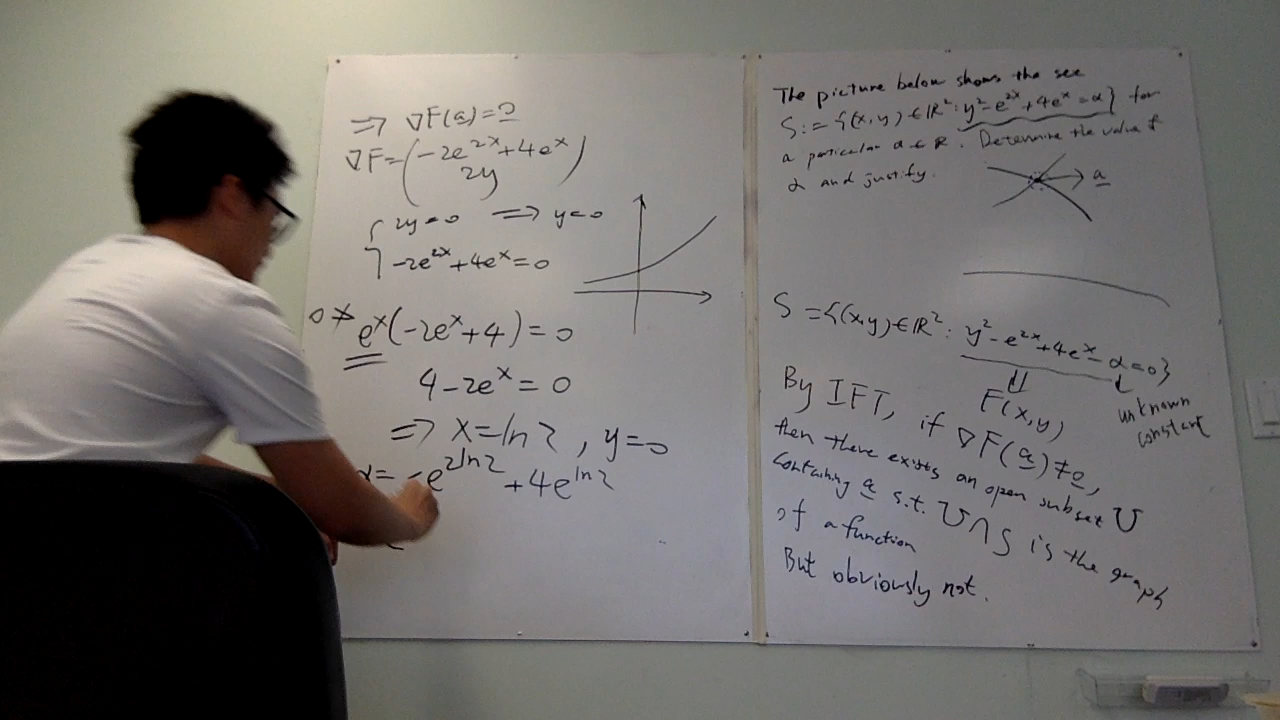 ⇒ ∇F(a)=0
∇F=(-2e^{2x}+4e^x
2y)
{2y=0 ⇒ y=0
-2e^{2x}+4e^x=0
0≠ e^x(-2e^x+4)=0
4-2e^x=0
⇒ x=ln2, y=0
α=-e^{2ln2}+4e^{ln2}
The picture below shows the see
S:={(x,y)∈ℝ²: y²-e^{2x}+4e^x=α} for
a particular α∈ℝ. Determine the value of
α and justify.
a
S={(x,y)∈ℝ²: y²-e^{2x}+4e^x-α=0}
F(x,y)
unknown
constant
By IFT, if ∇F(a)≠0,
then there exists an open subset U
containing a s.t. U∩S is the graph
of a function
But obviously not.